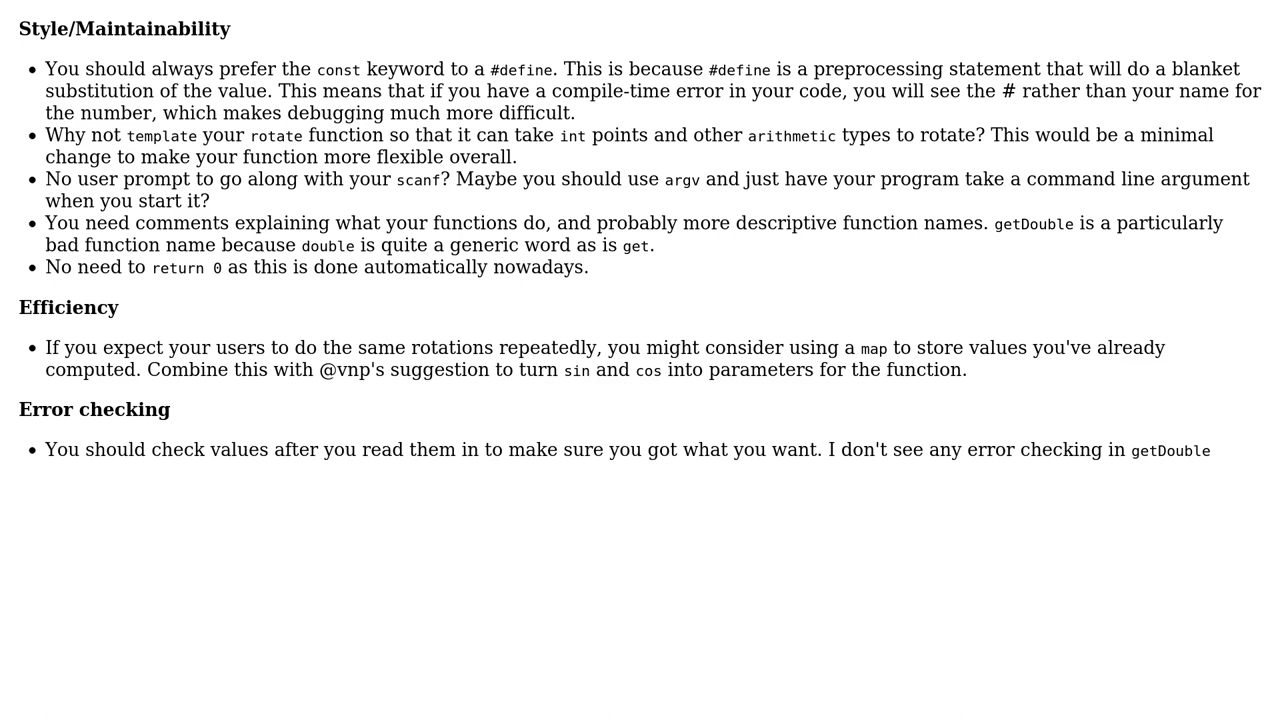 Style/Maintainability
• You should always prefer the const keyword to a #define. This is because #define is a preprocessing statement that will do a blanket
substitution of the value. This means that if you have a compile-time error in your code, you will see the # rather than your name for
the number, which makes debugging much more difficult.
• Why not template your rotate function so that it can take int points and other arithmetic types to rotate? This would be a minimal
change to make your function more flexible overall.
• No user prompt to go along with your scanf? Maybe you should use argv and just have your program take a command line argument
when you start it?
• You need comments explaining what your functions do, and probably more descriptive function names. getDouble is a particularly
bad function name because double is quite a generic word as is get.
• No need to return 0 as this is done automatically nowadays.
Efficiency
• If you expect your users to do the same rotations repeatedly, you might consider using a map to store values you've already
computed. Combine this with @vnp's suggestion to turn sin and cos into parameters for the function.
Error checking
• You should check values after you read them in to make sure you got what you want. I don't see any error checking in getDouble